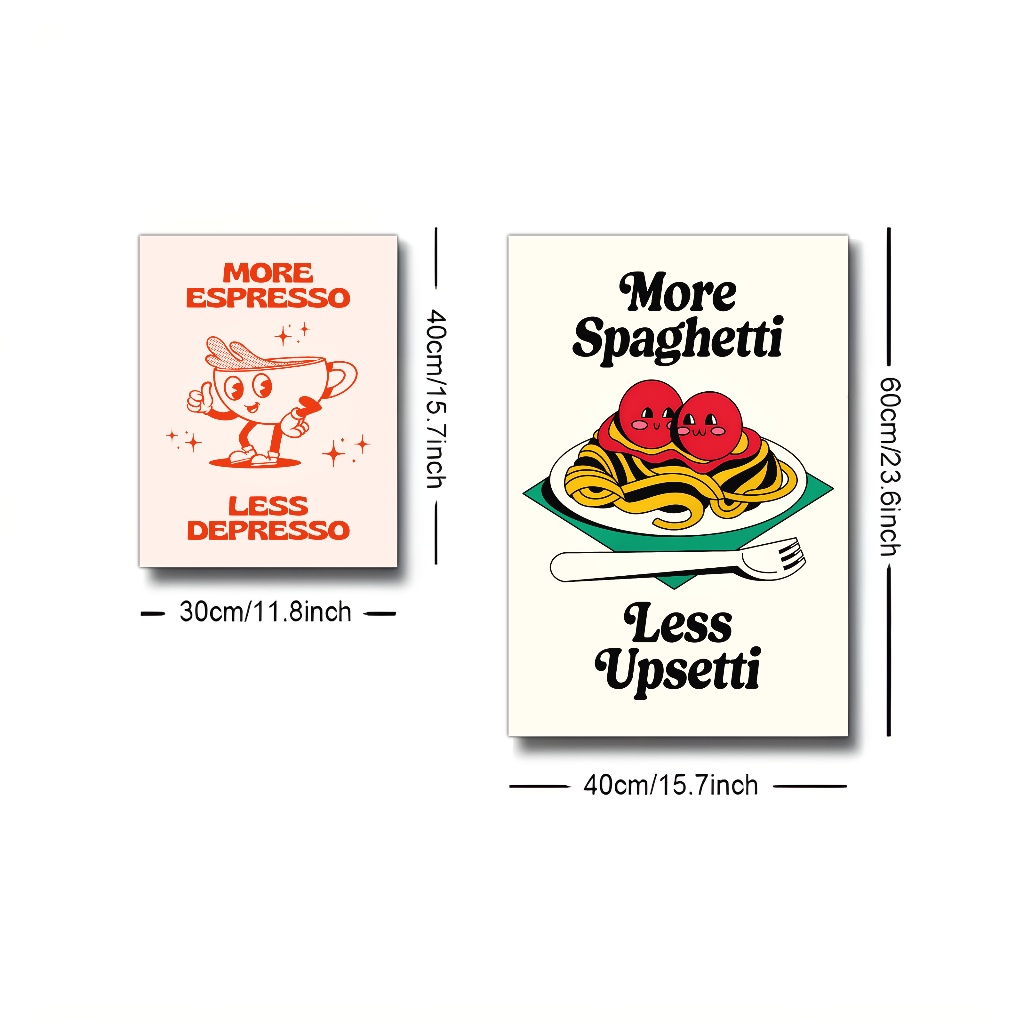 MORE
ESPRESSO
LESS
DEPRESSO
40cm/15.7inch
30cm/11.8inch
More
Spaghetti
Less
Upsetti
60cm/23.6inch
40cm/15.7inch